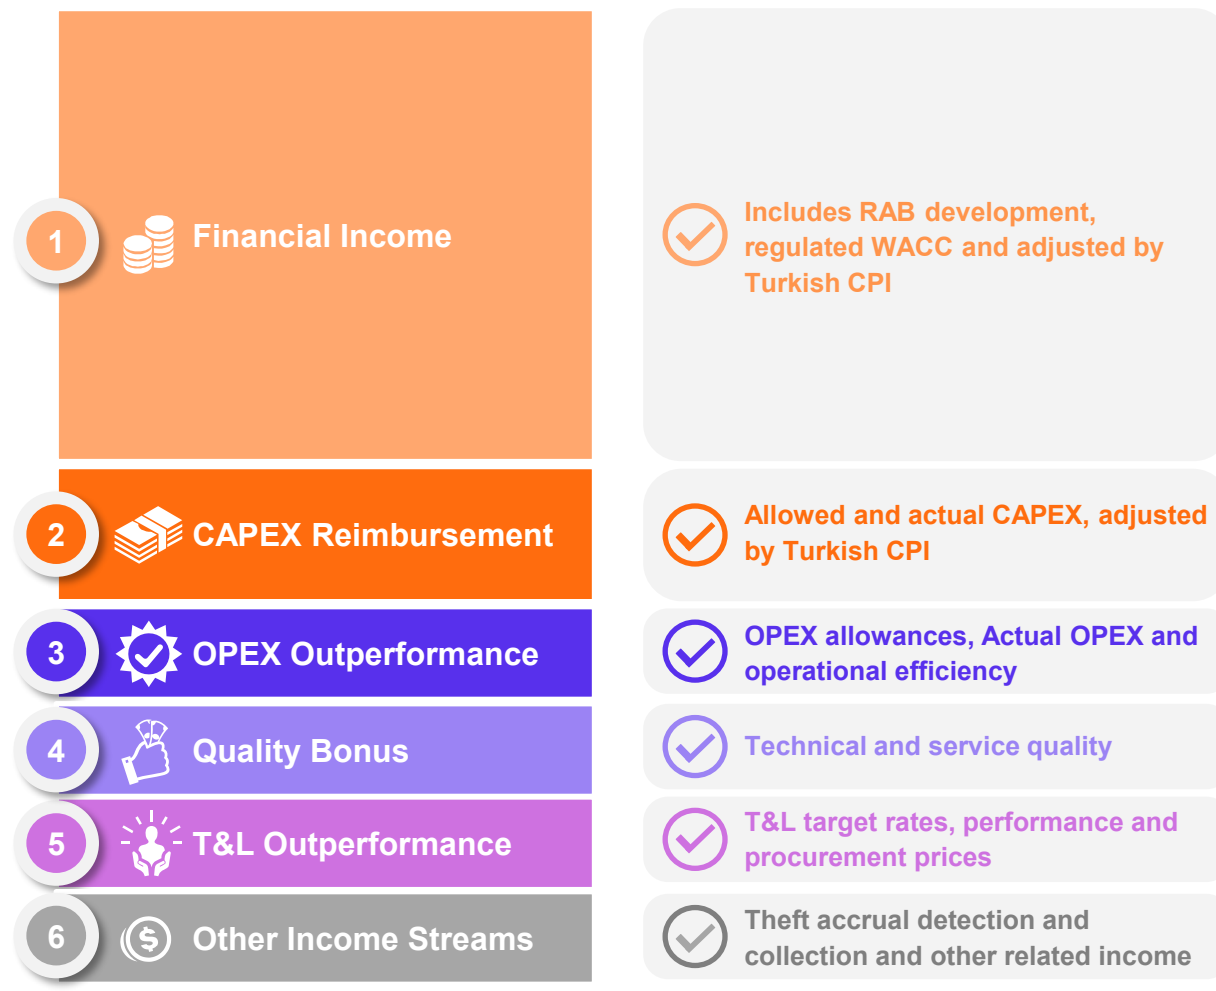 1
Financial Income
Includes RAB development,
regulated WACC and adjusted by
Turkish CPI
2
CAPEX Reimbursement
Allowed and actual CAPEX, adjusted
by Turkish CPI
3
OPEX Outperformance
OPEX allowances, Actual OPEX and
operational efficiency
4
Quality Bonus
Technical and service quality
5
T&L Outperformance
T&L target rates, performance and
procurement prices
6
$
Other Income Streams
Theft accrual detection and
collection and other related income